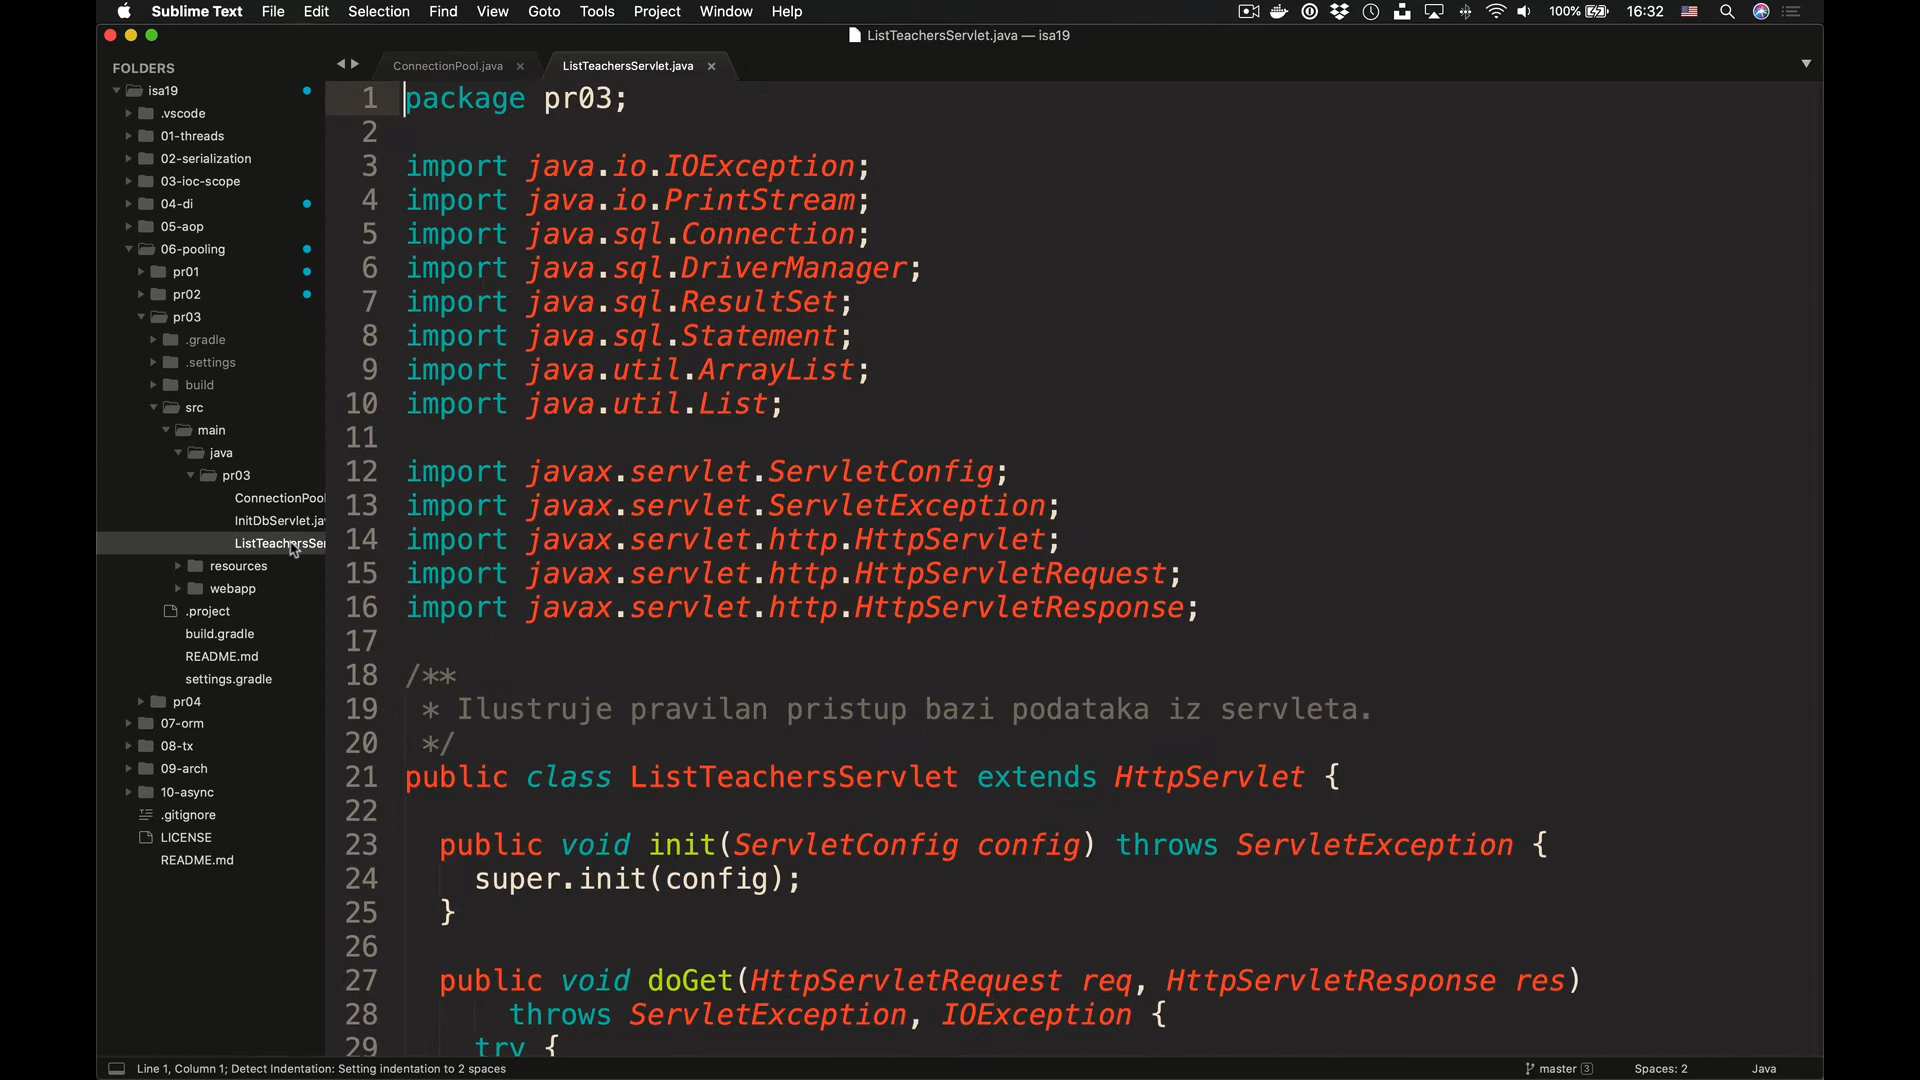 Sublime Text File Edit Selection Find View Goto Tools Project Window Help 100% 16:32
ListTeachersServlet.java — isa19
FOLDERS
isa19
.vscode
01-threads
02-serialization
03-ioc-scope
04-di
05-aop
06-pooling
pr01
pr02
pr03
.gradle
.settings
build
src
main
java
pr03
ConnectionPool
InitDbServlet.jav
ListTeachersSer
resources
webapp
.project
build.gradle
README.md
settings.gradle
pr04
07-orm
08-tx
09-arch
10-async
.gitignore
LICENSE
README.md
ConnectionPool.java × ListTeachersServlet.java ×
1 package pr03;
2
3 import java.io.IOException;
4 import java.io.PrintStream;
5 import java.sql.Connection;
6 import java.sql.DriverManager;
7 import java.sql.ResultSet;
8 import java.sql.Statement;
9 import java.util.ArrayList;
10 import java.util.List;
11
12 import javax.servlet.ServletConfig;
13 import javax.servlet.ServletException;
14 import javax.servlet.http.HttpServlet;
15 import javax.servlet.http.HttpServletRequest;
16 import javax.servlet.http.HttpServletResponse;
17
18 /**
19 * Ilustruje pravilan pristup bazi podataka iz servleta.
20 */
21 public class ListTeachersServlet extends HttpServlet {
22
23 public void init(ServletConfig config) throws ServletException {
24 super.init(config);
25 }
26
27 public void doGet(HttpServletRequest req, HttpServletResponse res)
28 throws ServletException, IOException {
29 try {
Line 1, Column 1; Detect Indentation: Setting indentation to 2 spaces master 3 Spaces: 2 Java